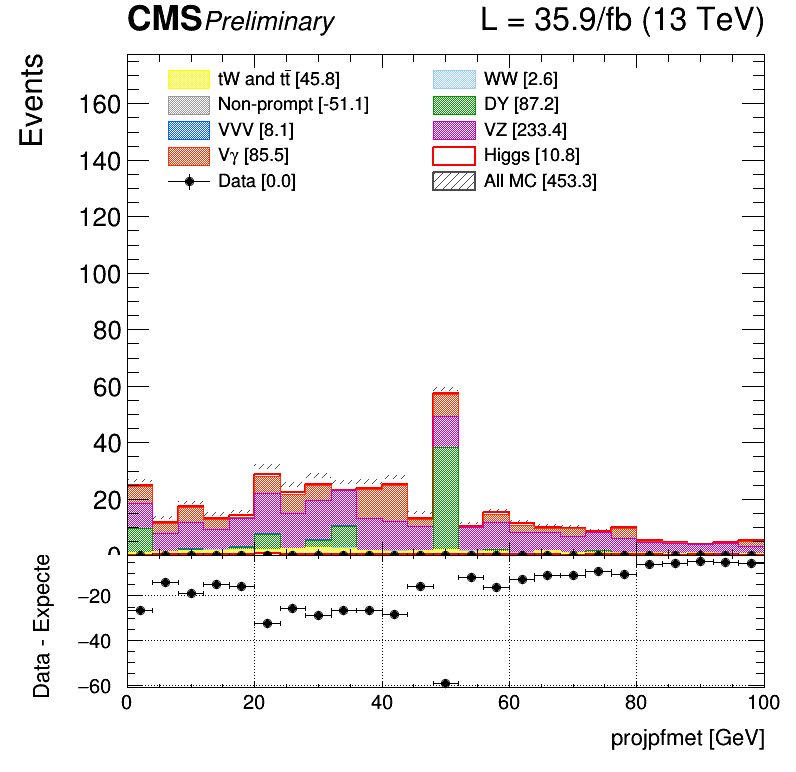 CMS Preliminary L = 35.9/fb (13 TeV)
Events
tW and tt̄ [45.8] WW [2.6]
Non-prompt [-51.1] DY [87.2]
VVV [8.1] VZ [233.4]
Vγ [85.5] Higgs [10.8]
Data [0.0] All MC [453.3]
160
140
120
100
80
60
40
20
0
Data - Expecte
−20
−40
−60
0 20 40 60 80 100
projpfmet [GeV]